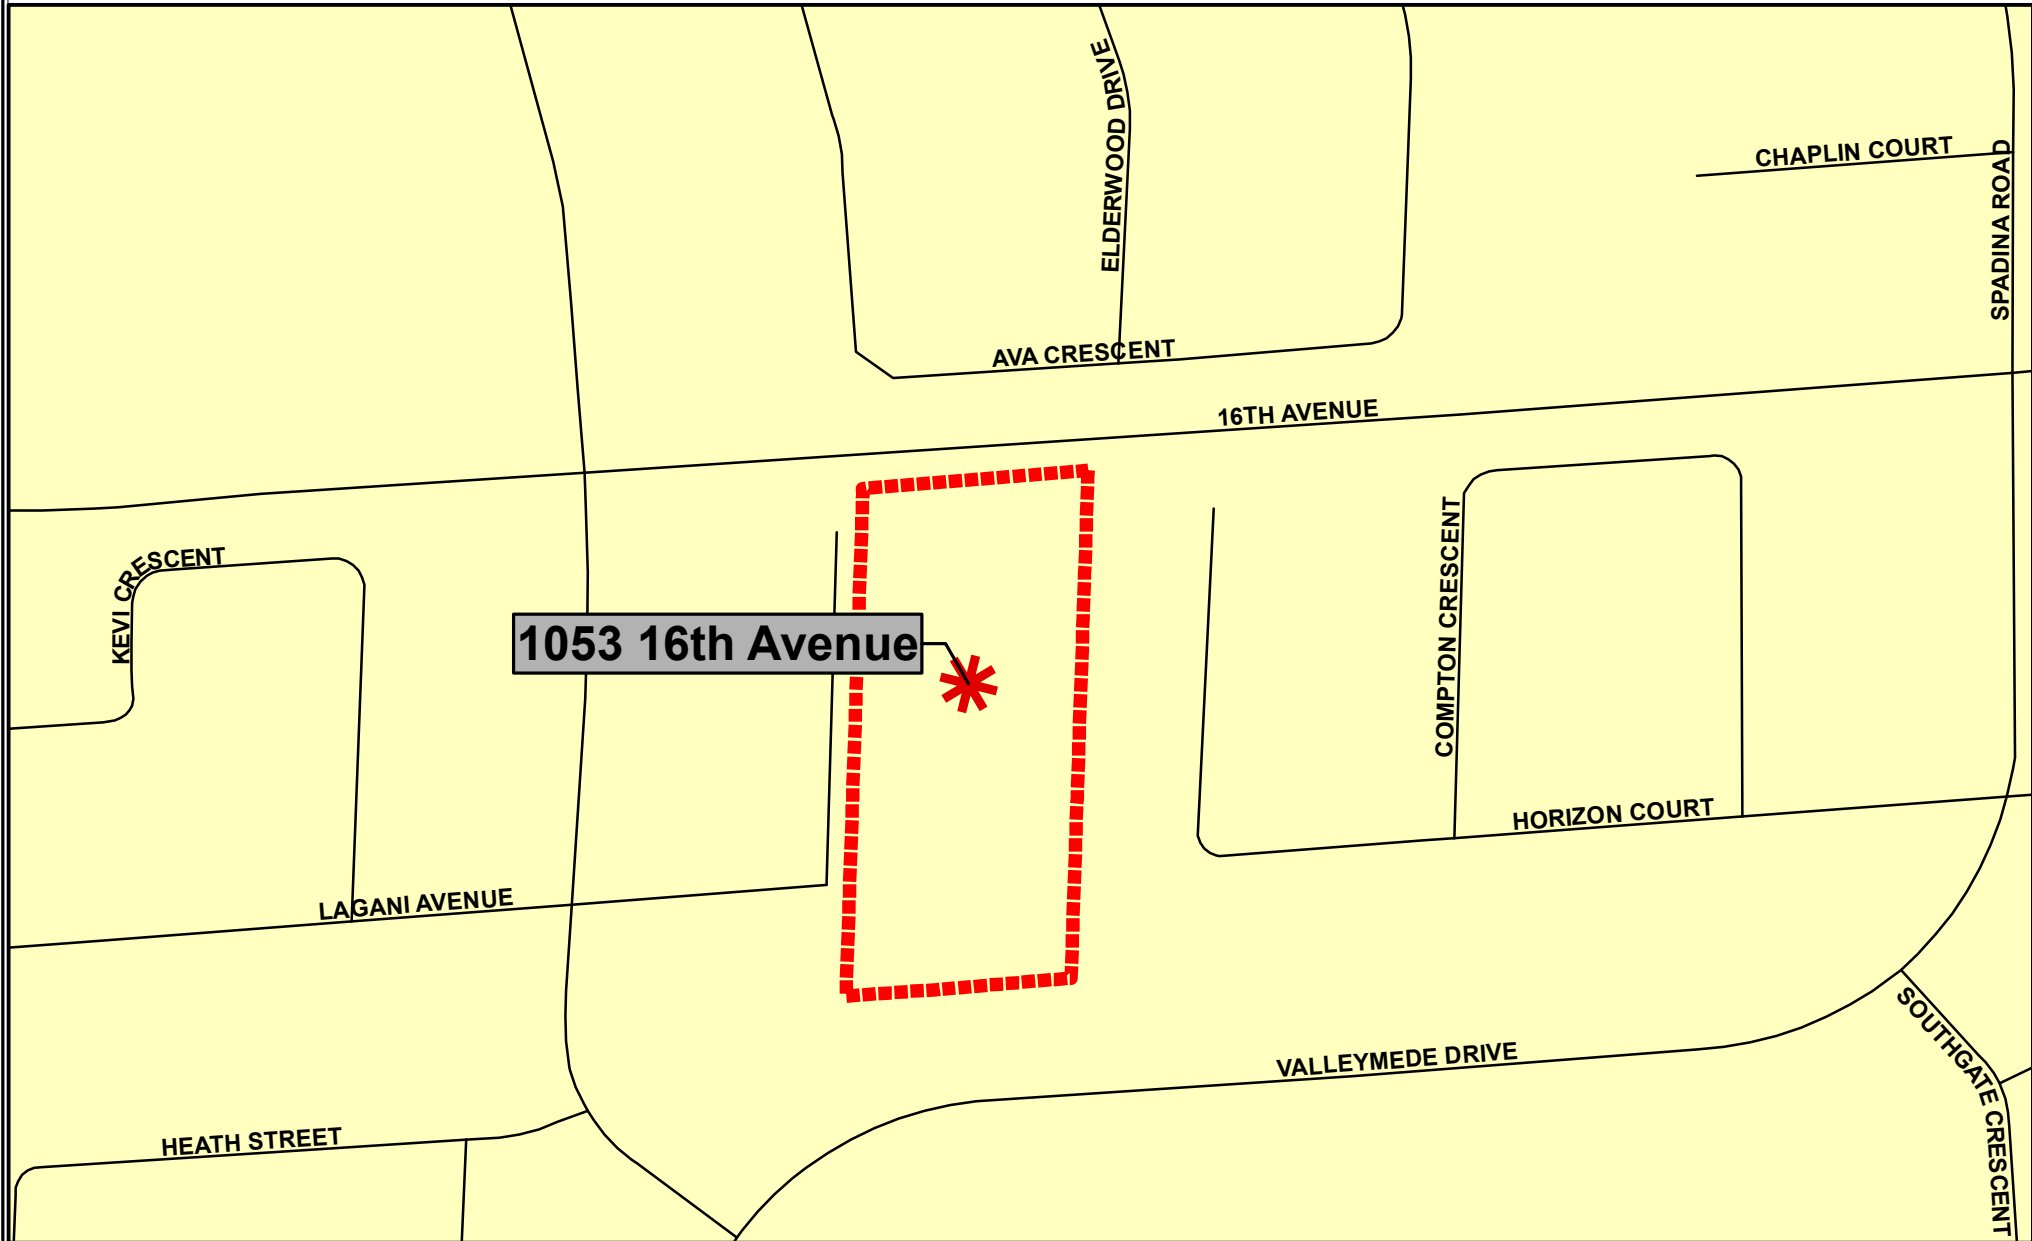 ELDERWOOD DRIVE
CHAPLIN COURT
SPADINA ROAD
AVA CRESCENT
16TH AVENUE
KEVI CRESCENT
1053 16th Avenue
COMPTON CRESCENT
HORIZON COURT
LAGANI AVENUE
VALLEYMEDE DRIVE
SOUTHGATE CRESCENT
HEATH STREET